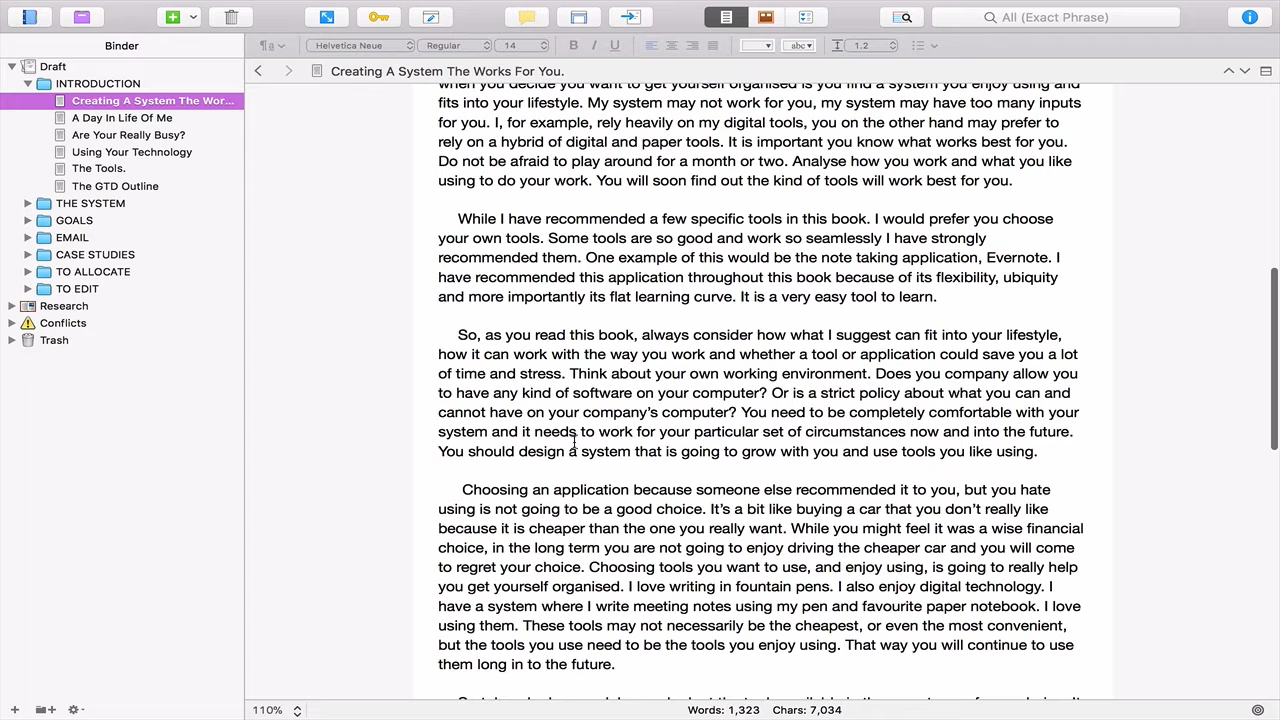 All (Exact Phrase)
Binder
Helvetica Neue
Regular
14
B I U
abc
1.2
Draft
INTRODUCTION
Creating A System The Wor...
A Day In Life Of Me
Are Your Really Busy?
Using Your Technology
The Tools.
The GTD Outline
THE SYSTEM
GOALS
EMAIL
CASE STUDIES
TO ALLOCATE
TO EDIT
Research
Conflicts
Trash
Creating A System The Works For You.
when you decide you want to get yourself organised is you find a system you enjoy using and
fits into your lifestyle. My system may not work for you, my system may have too many inputs
for you. I, for example, rely heavily on my digital tools, you on the other hand may prefer to
rely on a hybrid of digital and paper tools. It is important you know what works best for you.
Do not be afraid to play around for a month or two. Analyse how you work and what you like
using to do your work. You will soon find out the kind of tools will work best for you.
While I have recommended a few specific tools in this book. I would prefer you choose
your own tools. Some tools are so good and work so seamlessly I have strongly
recommended them. One example of this would be the note taking application, Evernote. I
have recommended this application throughout this book because of its flexibility, ubiquity
and more importantly its flat learning curve. It is a very easy tool to learn.
So, as you read this book, always consider how what I suggest can fit into your lifestyle,
how it can work with the way you work and whether a tool or application could save you a lot
of time and stress. Think about your own working environment. Does you company allow you
to have any kind of software on your computer? Or is a strict policy about what you can and
cannot have on your company's computer? You need to be completely comfortable with your
system and it needs to work for your particular set of circumstances now and into the future.
You should design a system that is going to grow with you and use tools you like using.
Choosing an application because someone else recommended it to you, but you hate
using is not going to be a good choice. It's a bit like buying a car that you don't really like
because it is cheaper than the one you really want. While you might feel it was a wise financial
choice, in the long term you are not going to enjoy driving the cheaper car and you will come
to regret your choice. Choosing tools you want to use, and enjoy using, is going to really help
you get yourself organised. I love writing in fountain pens. I also enjoy digital technology. I
have a system where I write meeting notes using my pen and favourite paper notebook. I love
using them. These tools may not necessarily be the cheapest, or even the most convenient,
but the tools you use need to be the tools you enjoy using. That way you will continue to use
them long in to the future.
110%
Words: 1,323 Chars: 7,034